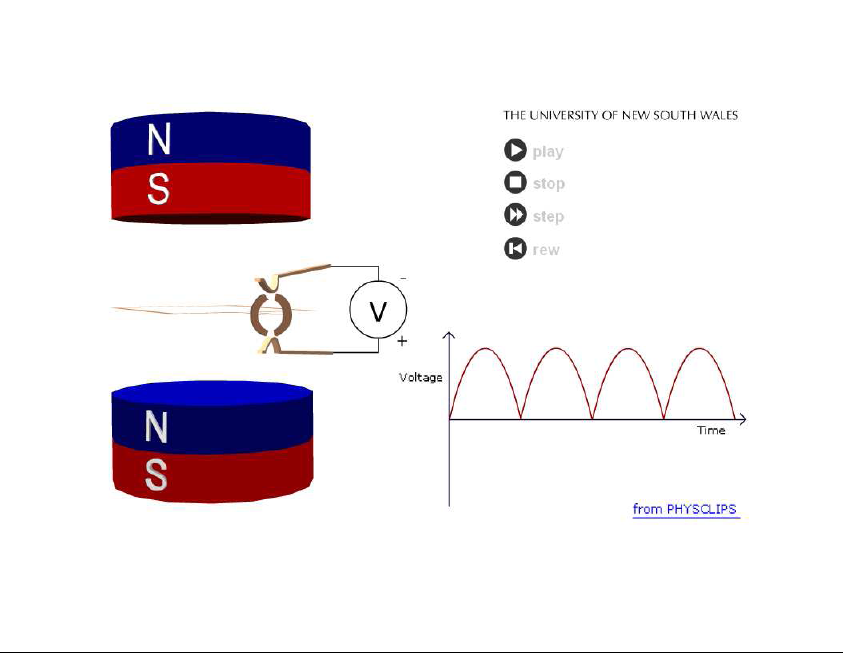 THE UNIVERSITY OF NEW SOUTH WALES
N
S
play
stop
step
rew
-
V
+
Voltage
Time
N
S
from PHYSCLIPS